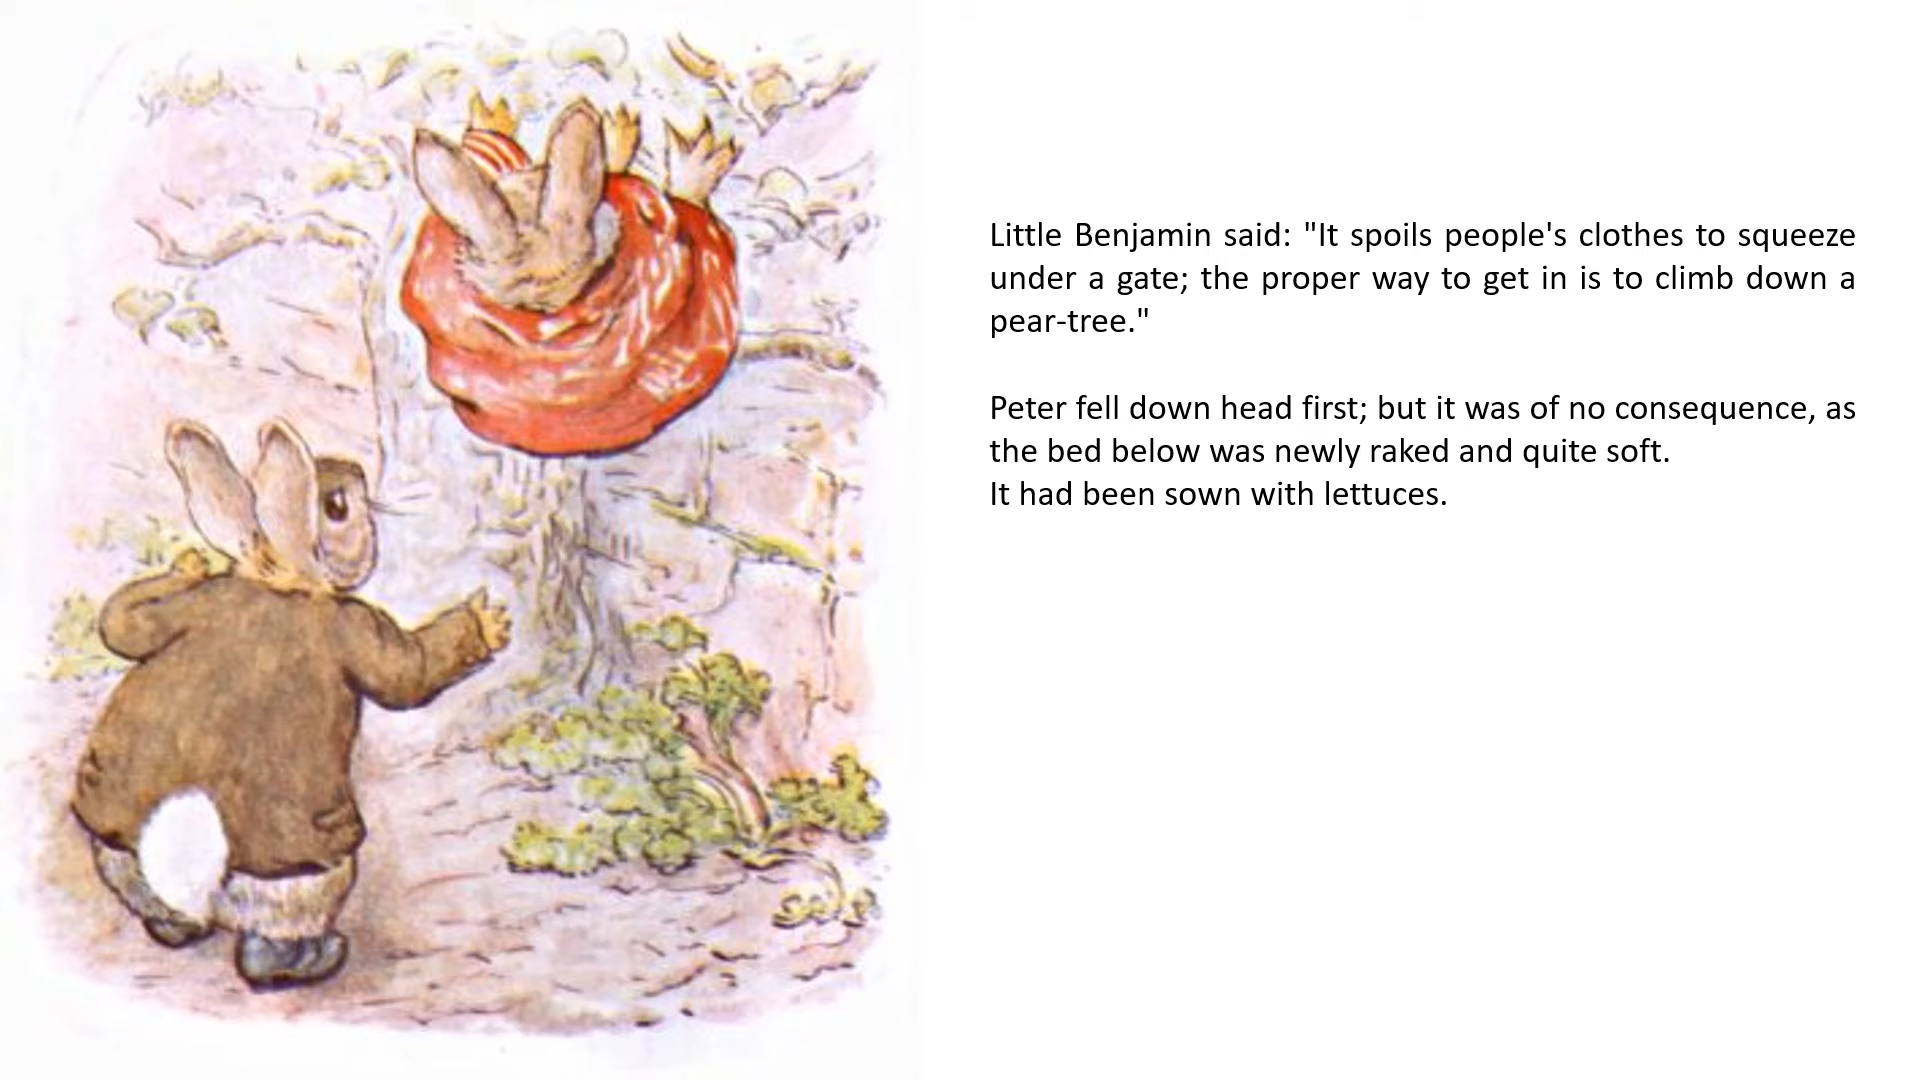 Little Benjamin said: "It spoils people's clothes to squeeze
under a gate; the proper way to get in is to climb down a
pear-tree."
Peter fell down head first; but it was of no consequence, as
the bed below was newly raked and quite soft.
It had been sown with lettuces.